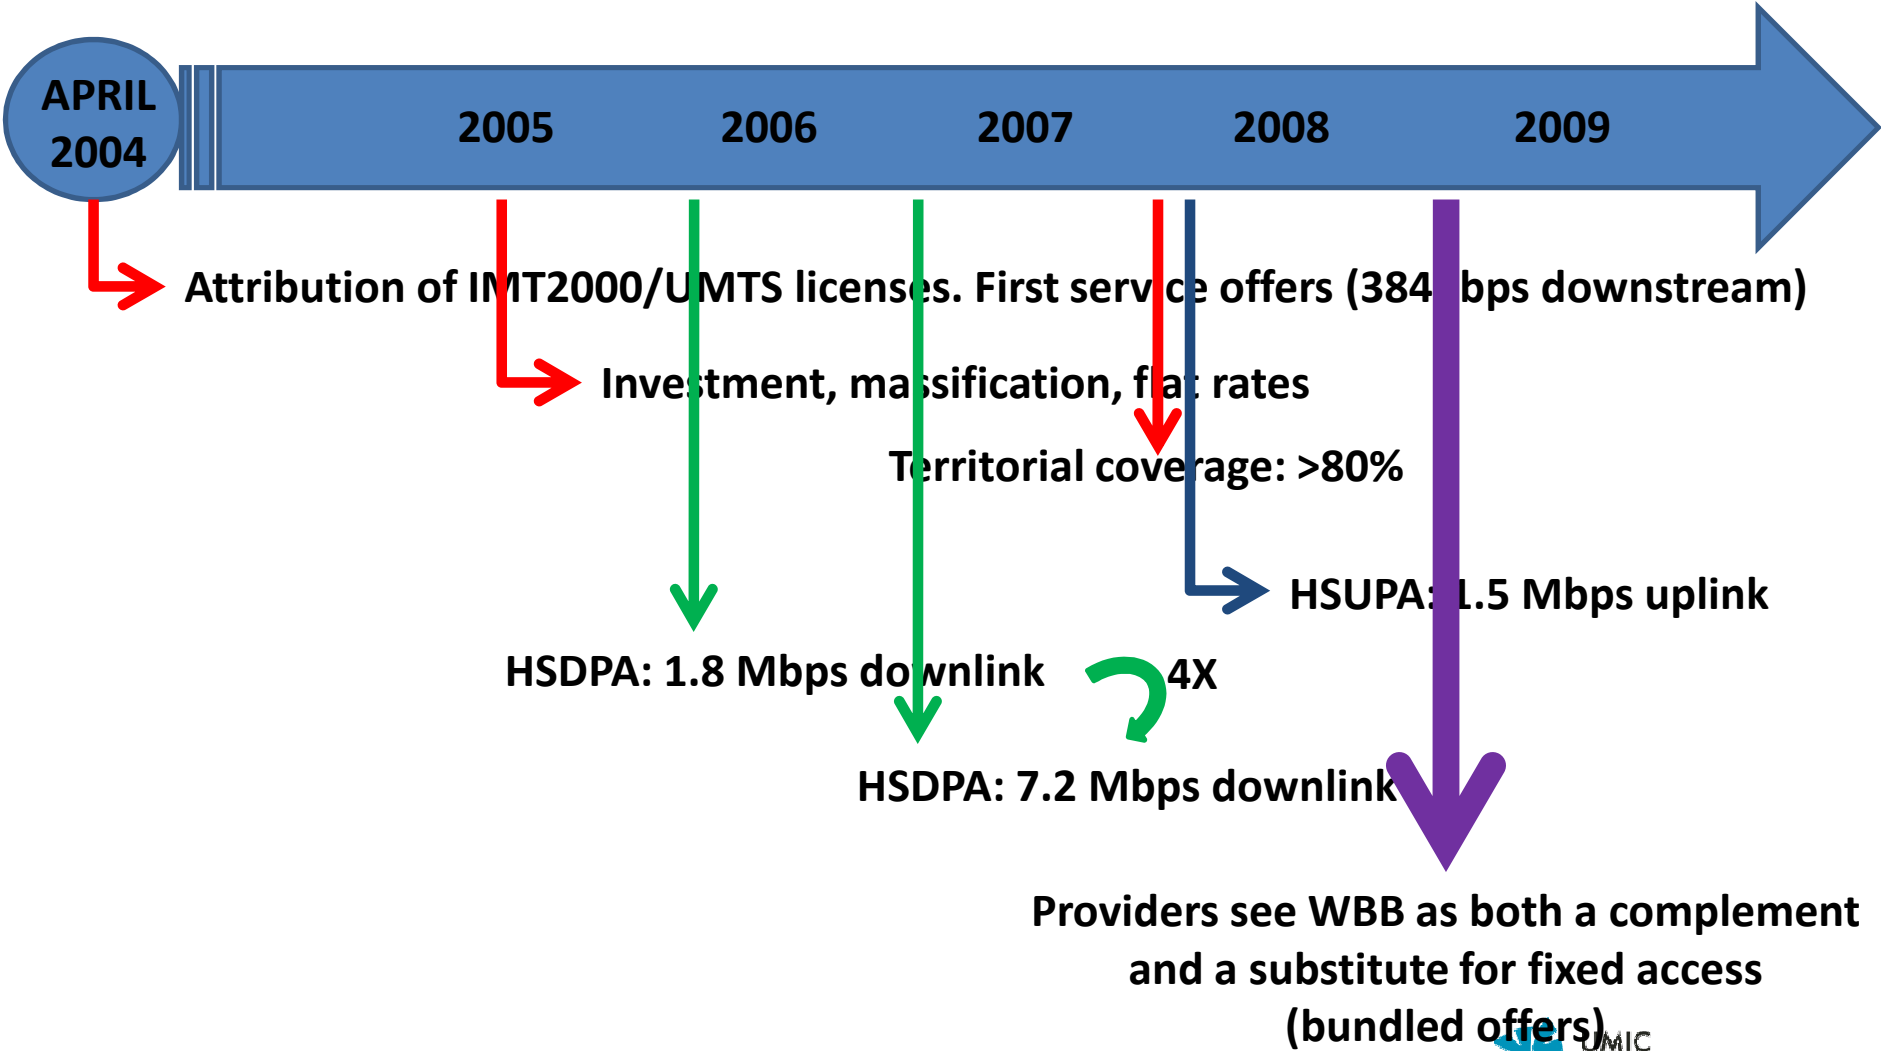 APRIL
2004
2005 2006 2007 2008 2009
Attribution of IMT2000/UMTS licenses. First service offers (384 bps downstream)
Investment, massification, flat rates
Territorial coverage: >80%
HSUPA: 1.5 Mbps uplink
HSDPA: 1.8 Mbps downlink
4X
HSDPA: 7.2 Mbps downlink
Providers see WBB as both a complement
and a substitute for fixed access
(bundled offers)
UMIC